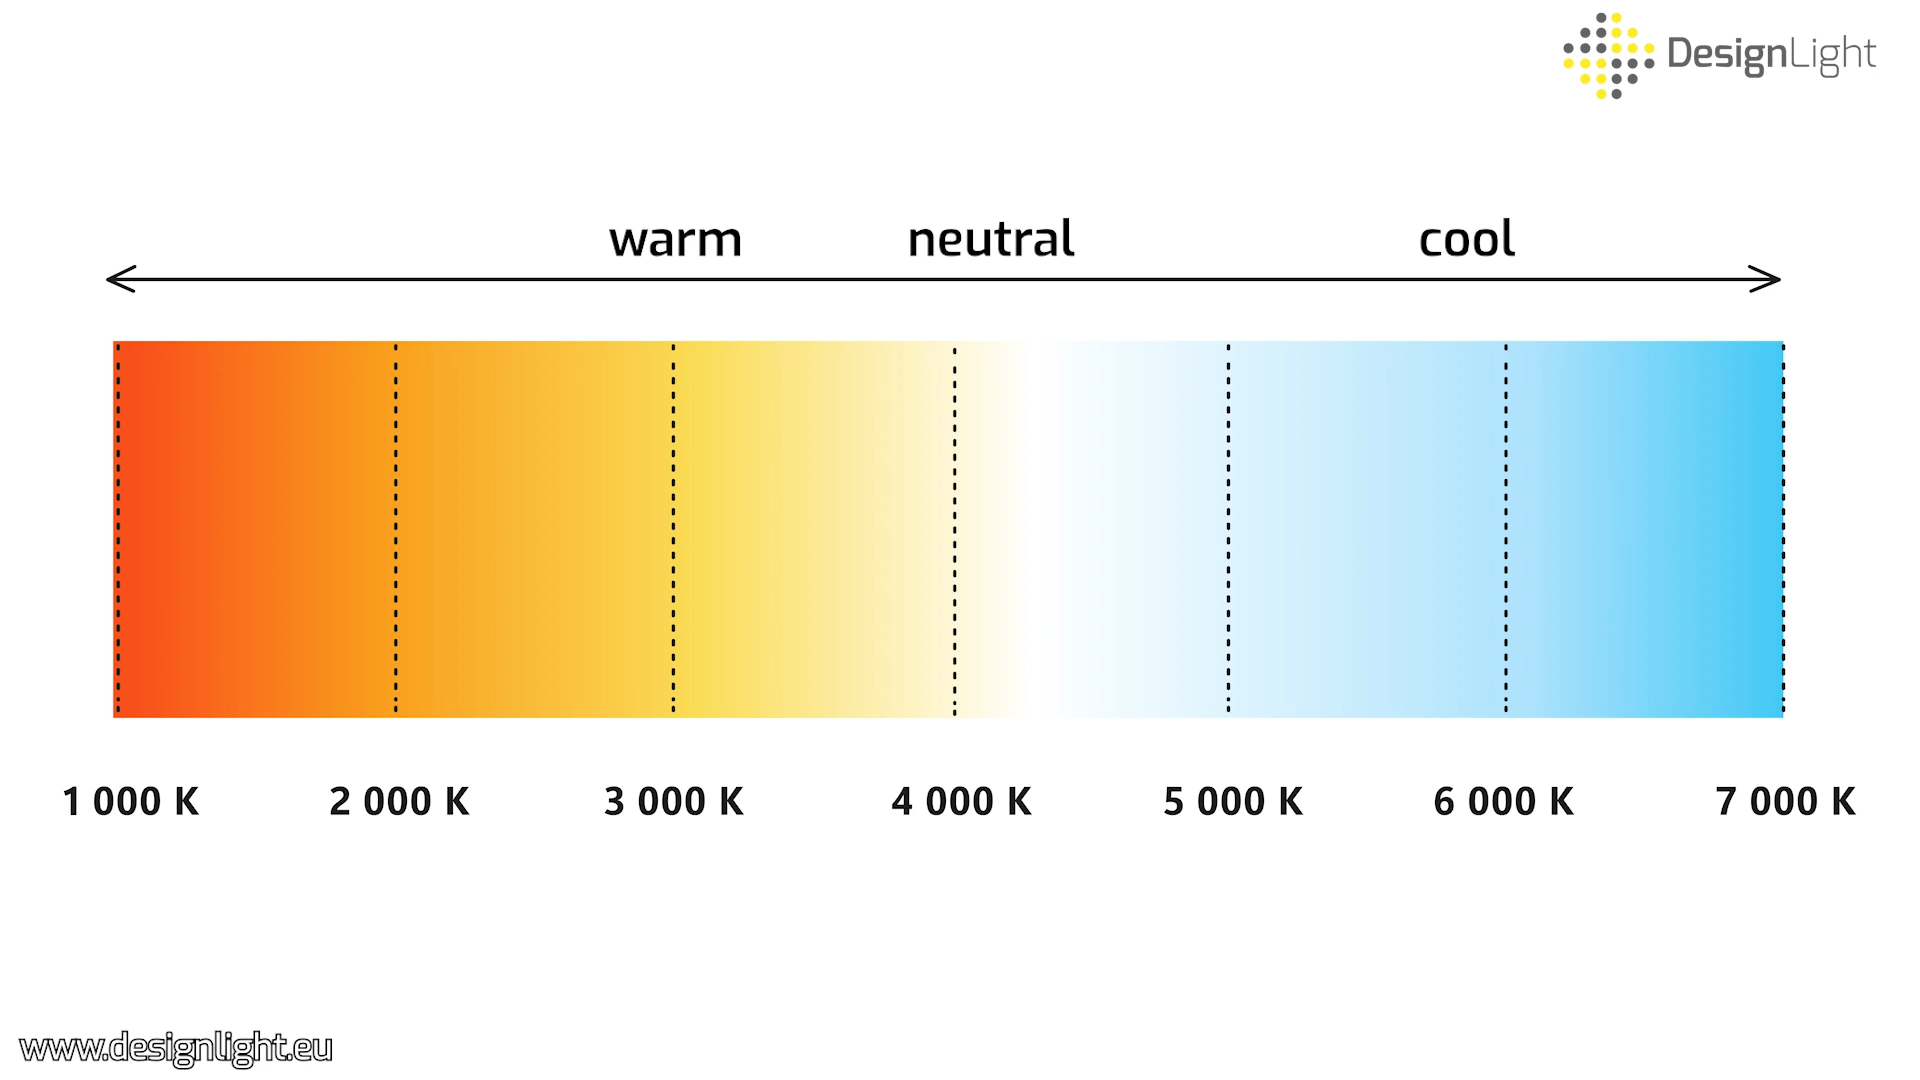 DesignLight
warm neutral cool
1 000 K 2 000 K 3 000 K 4 000 K 5 000 K 6 000 K 7 000 K
www.designlight.eu